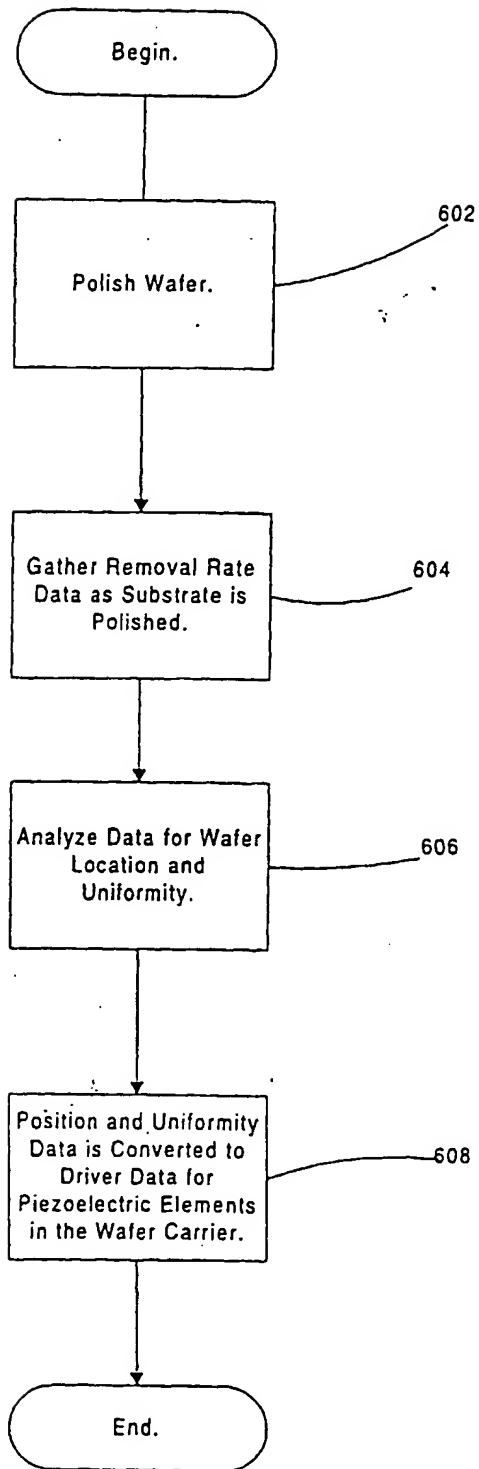 Begin.
602
Polish Wafer.
Gather Removal Rate
Data as Substrate is
Polished.
604
Analyze Data for Wafer
Location and
Uniformity.
606
Position and Uniformity
Data is Converted to
Driver Data for
Piezoelectric Elements
in the Wafer Carrier.
608
End.